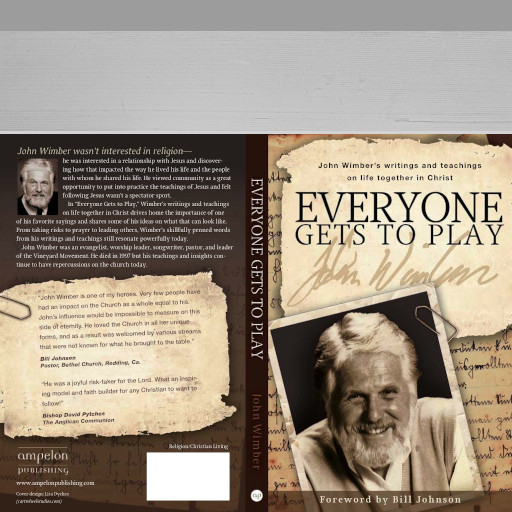 John Wimber wasn't interested in religion—
he was interested in a relationship with Jesus and discover-
ing how that impacted the way he lived his life and the people
with whom he shared his life. He viewed community as a great
opportunity to put into practice the teachings of Jesus and felt
following Jesus wasn't a spectator sport.
In "Everyone Gets to Play," Wimber's writings and teachings
on life together in Christ drives home the importance of one
of his favorite sayings and shares some of his ideas on what that can look like.
From taking risks to prayer to leading others, Wimber's skillfully penned words
from his writings and teachings still resonate powerfully today.
John Wimber was an evangelist, worship leader, songwriter, pastor, and leader
of the Vineyard Movement. He died in 1997 but his teachings and insights con-
tinue to have repercussions on the church today.
"John Wimber is one of my heroes. Very few people have
had an impact on the Church as a whole equal to his.
John's influence would be impossible to measure on this
side of eternity. He loved the Church in all her unique
forms, and as a result was welcomed by various streams
that were not known for what he brought to the table."
Bill Johnson
Pastor, Bethel Church, Redding, Ca.
"He was a joyful risk-taker for the Lord. What an inspir-
ing model and faith builder for any Christian to want to
follow!"
Bishop David Pytches
The Anglican Communion
ampelon
PUBLISHING
www.ampelonpublishing.com
Cover design: Lisa Dyches
(cartwheelstudios.com)
Religion/Christian Living
EVERYONE GETS TO PLAY
John Wimber
ap
John Wimber's writings and teachings
on life together in Christ
EVERYONE
GETS TO PLAY
John Wimber
Foreword by Bill Johnson